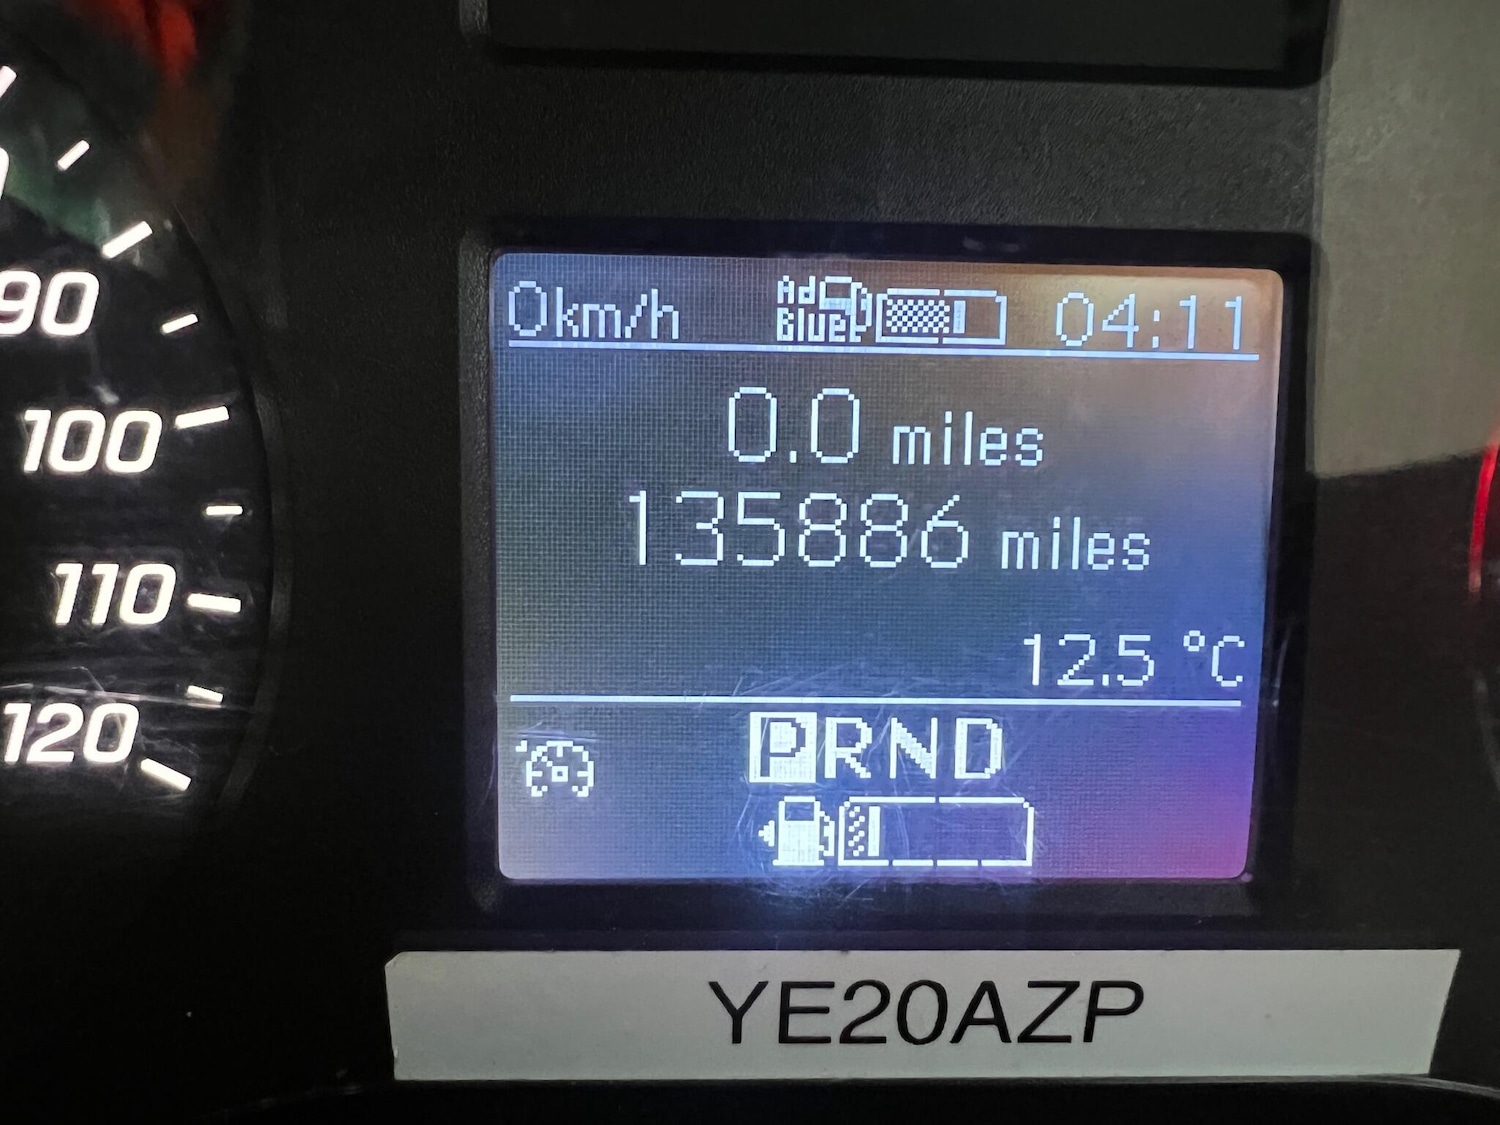 0km/h Ad Blue 04:11
0.0 miles
135886 miles
12.5 °C
PRND
90
100
110
120
YE20AZP